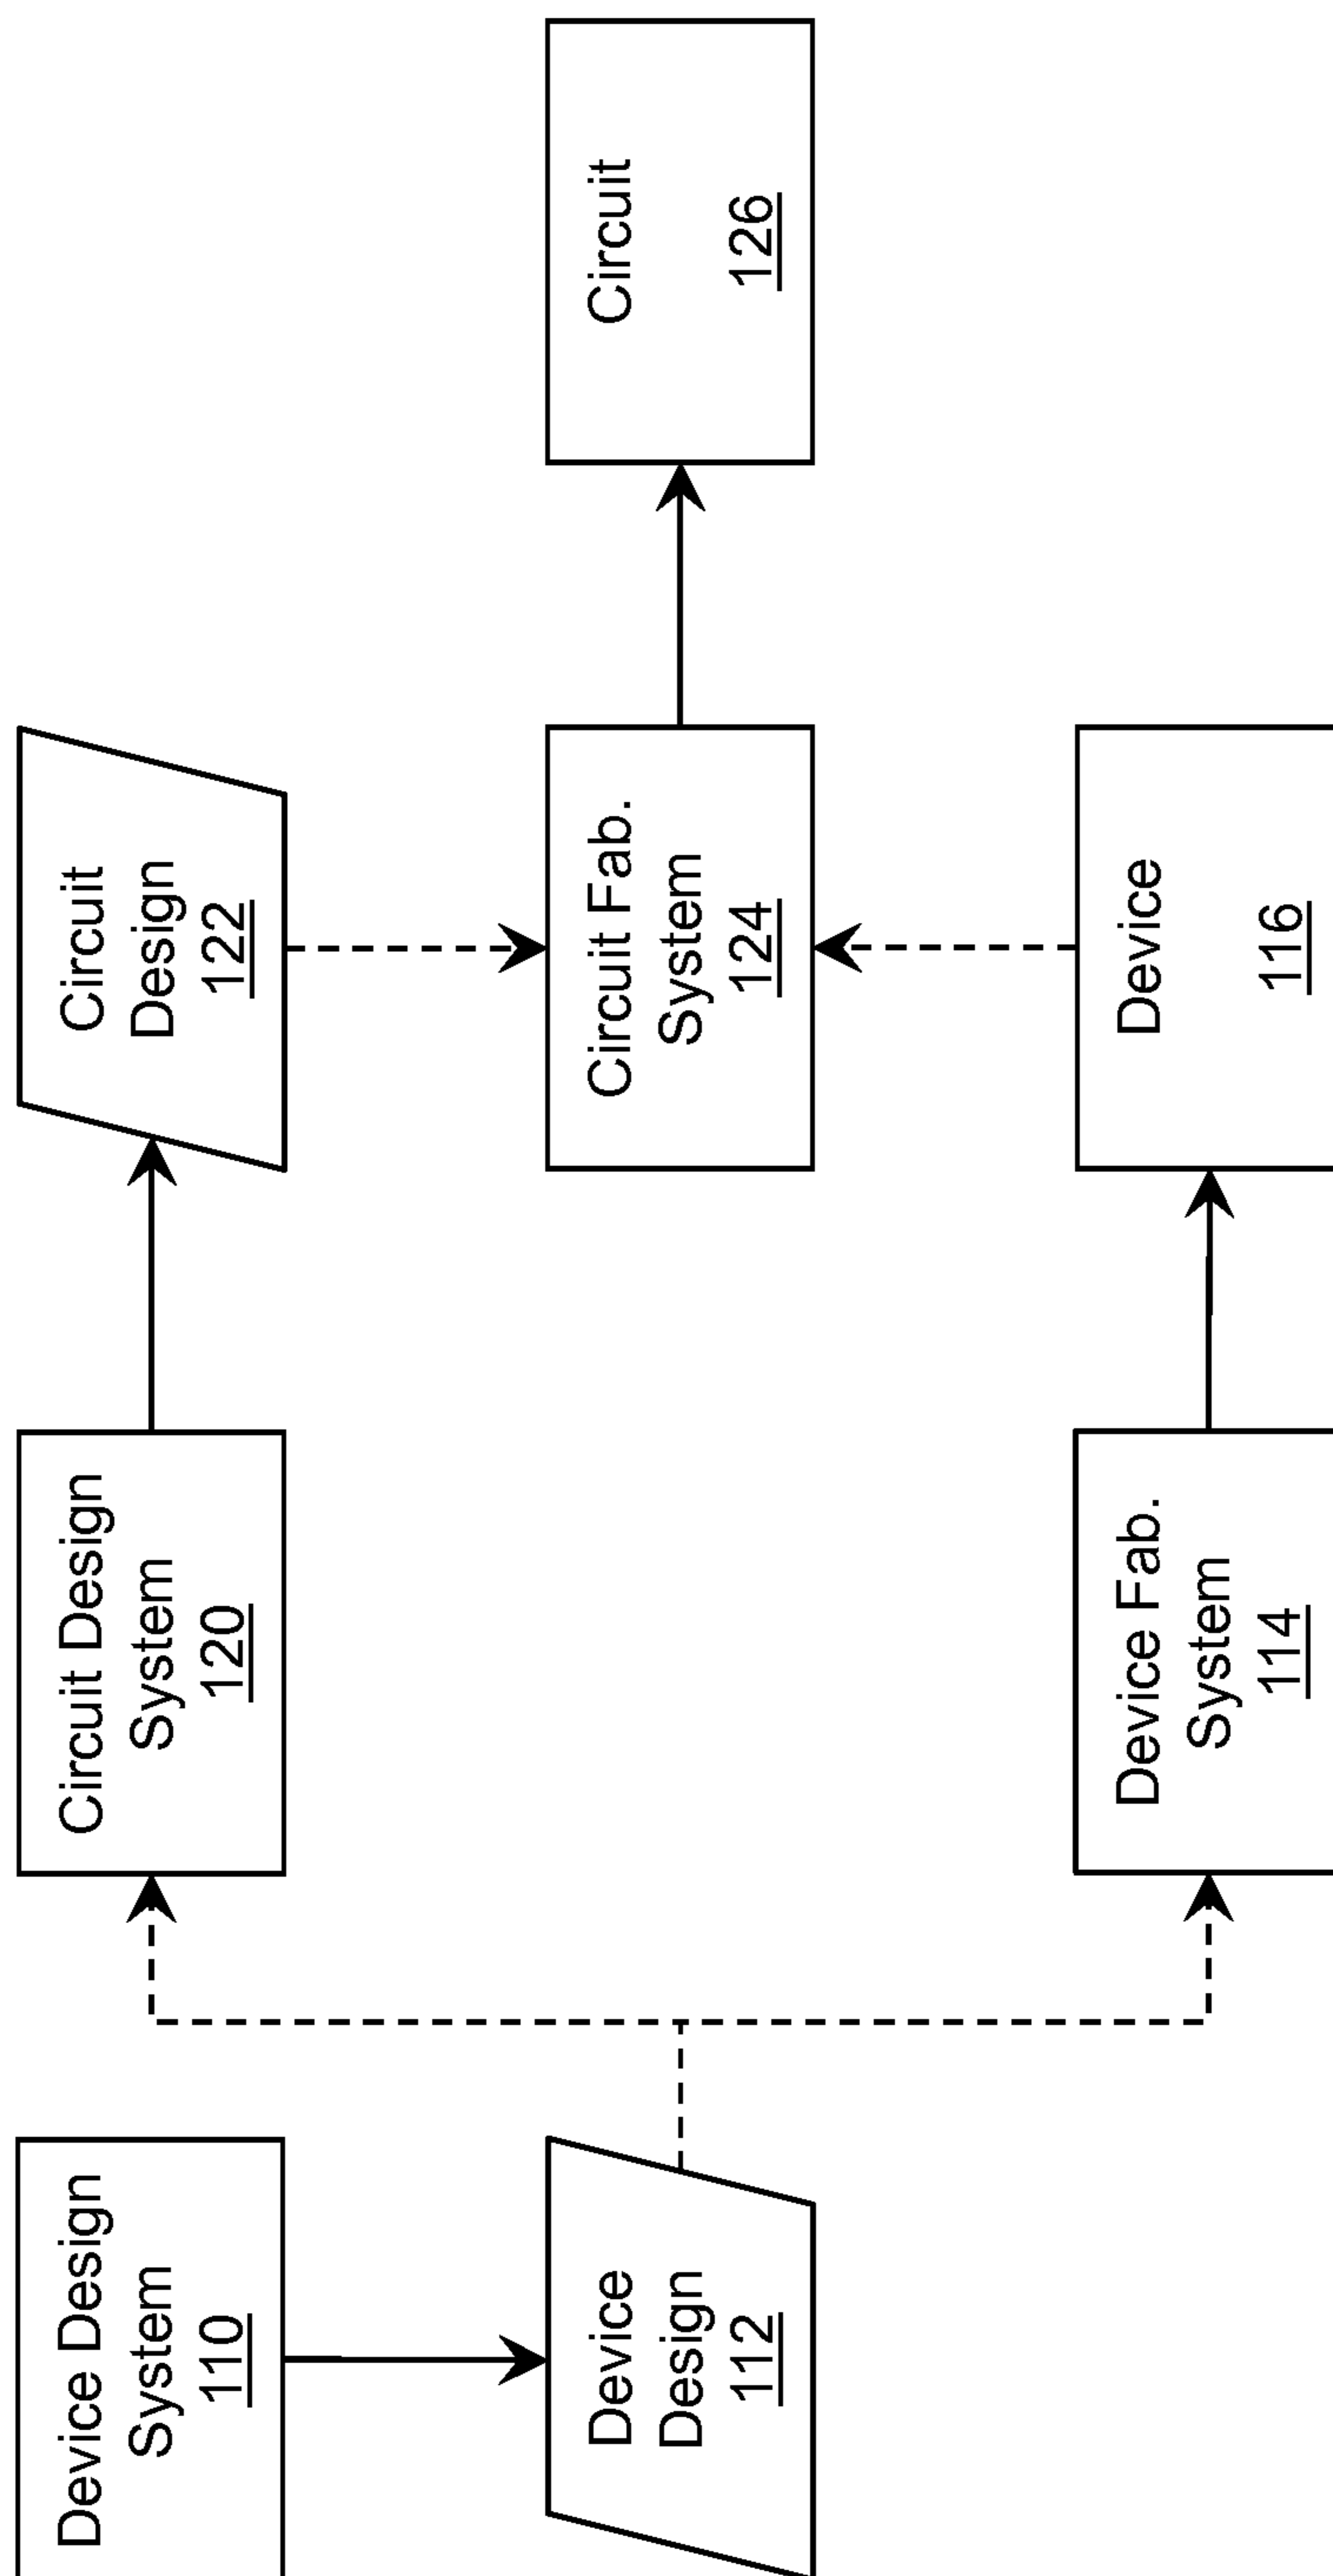 Device Design
System
110
Device
Design
112
Circuit Design
System
120
Device Fab.
System
114
Circuit
Design
122
Circuit Fab.
System
124
Device
116
Circuit
126